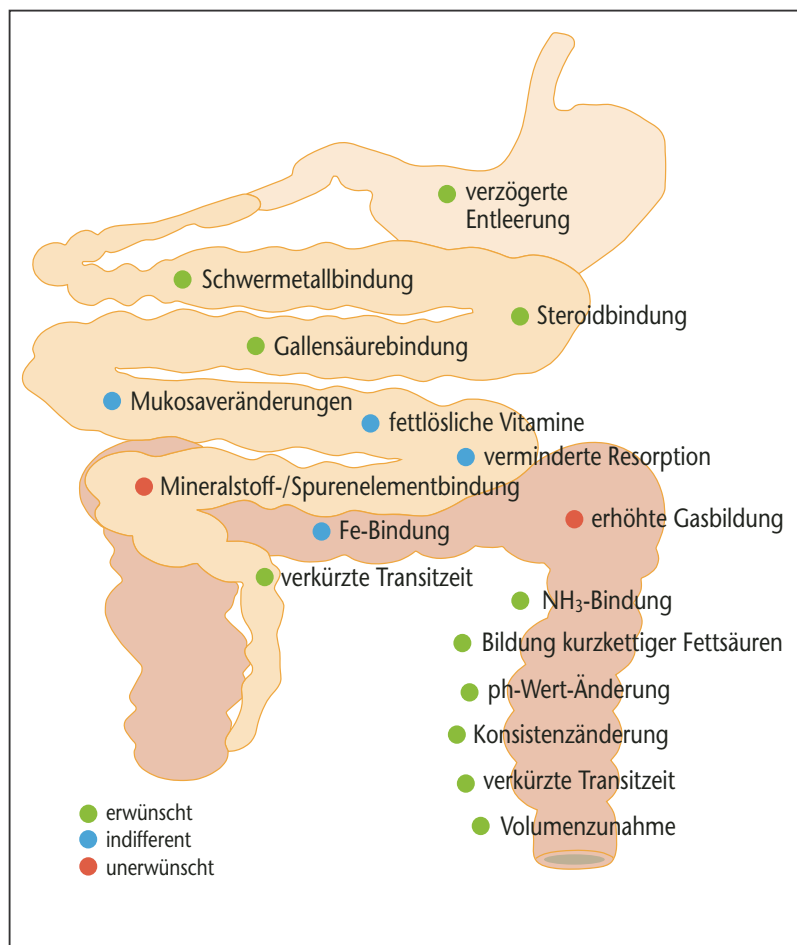 verzögerte
Entleerung
Schwermetallbindung
Steroidbindung
Gallensäurebindung
Mukosaveränderungen
fettlösliche Vitamine
verminderte Resorption
Mineralstoff-/Spurenelementbindung
erhöhte Gasbildung
Fe-Bindung
verkürzte Transitzeit
NH₃-Bindung
Bildung kurzkettiger Fettsäuren
ph-Wert-Änderung
Konsistenzänderung
verkürzte Transitzeit
Volumenzunahme
erwünscht
indifferent
unerwünscht